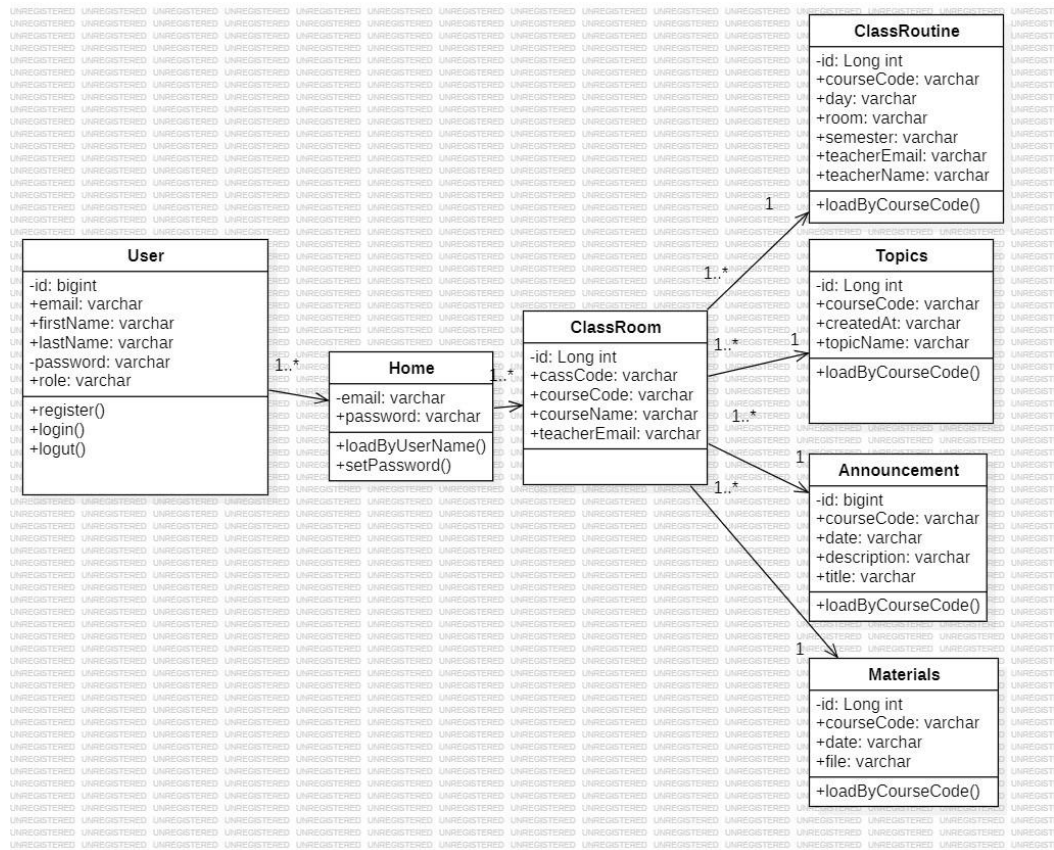 ClassRoutine
-id: Long int
+courseCode: varchar
+day: varchar
+room: varchar
+semester: varchar
+teacherEmail: varchar
+teacherName: varchar
+loadByCourseCode()
User
-id: bigint
+email: varchar
+firstName: varchar
+lastName: varchar
-password: varchar
+role: varchar
+register()
+login()
+logut()
1..*
Home
-email: varchar
+password: varchar
+loadByUserName()
+setPassword()
1..*
ClassRoom
-id: Long int
+cassCode: varchar
+courseCode: varchar
+courseName: varchar
+teacherEmail: varchar
1
1..*
1..*
1
1..*
1
1..*
1
Topics
-id: Long int
+courseCode: varchar
+createdAt: varchar
+topicName: varchar
+loadByCourseCode()
Announcement
-id: bigint
+courseCode: varchar
+date: varchar
+description: varchar
+title: varchar
+loadByCourseCode()
Materials
-id: Long int
+courseCode: varchar
+date: varchar
+file: varchar
+loadByCourseCode()
UNREGISTERED